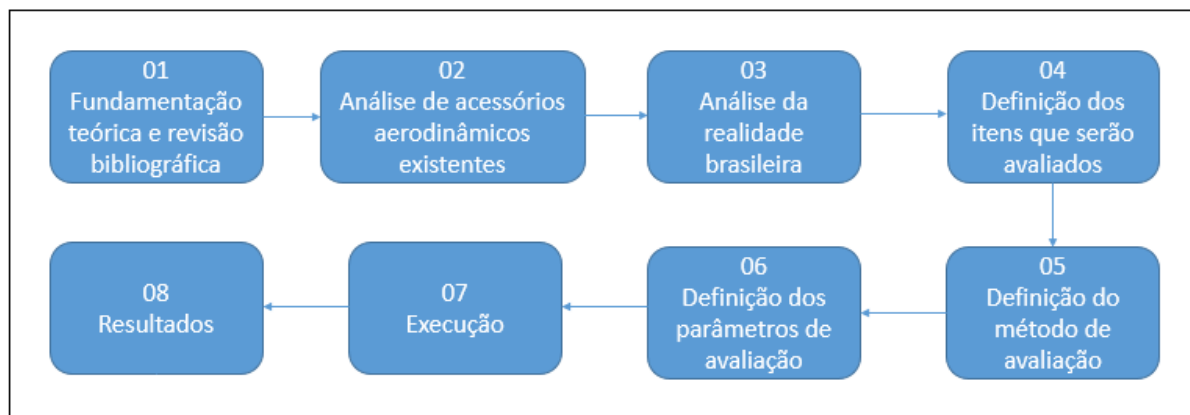 01
Fundamentação
teórica e revisão
bibliográfica
02
Análise de acessórios
aerodinâmicos
existentes
03
Análise da
realidade
brasileira
04
Definição dos
itens que serão
avaliados
05
Definição do
método de
avaliação
06
Definição dos
parâmetros de
avaliação
07
Execução
08
Resultados